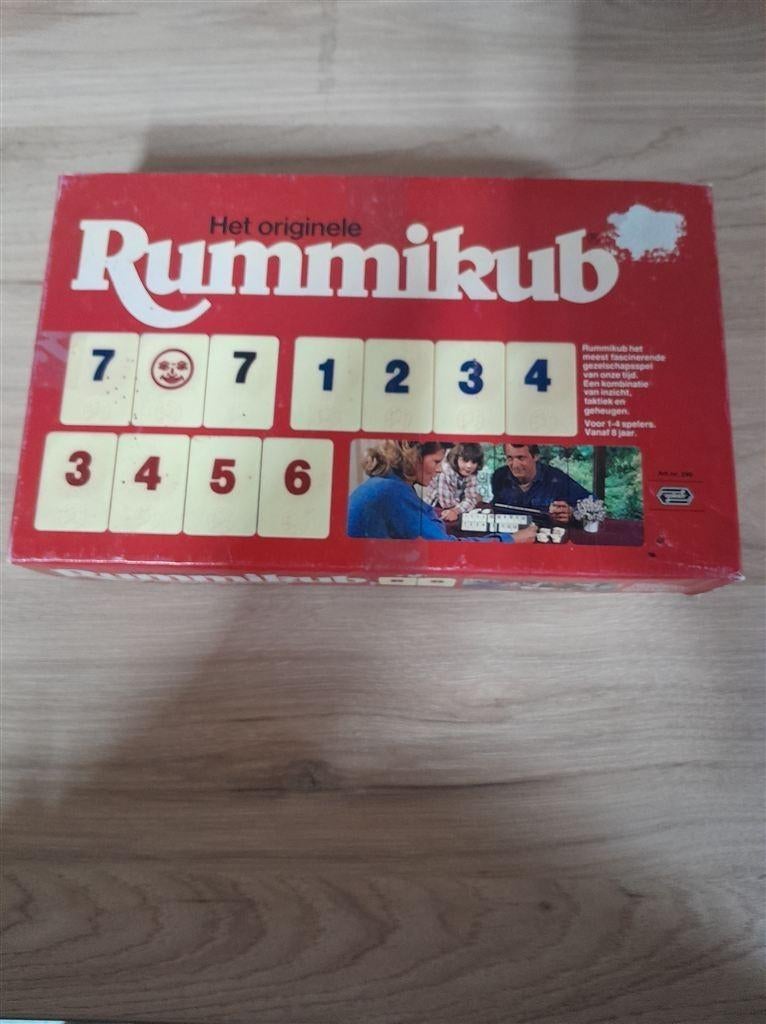 Het originele
Rummikub
7 7 1 2 3 4
Rummikub het
meest fascinerende
gezelschapsspel
van onze tijd.
Een kombinatie
van inzicht,
taktiek en
geheugen.
Voor 1-4 spelers.
Vanaf 8 jaar.
3 4 5 6
Rummikub